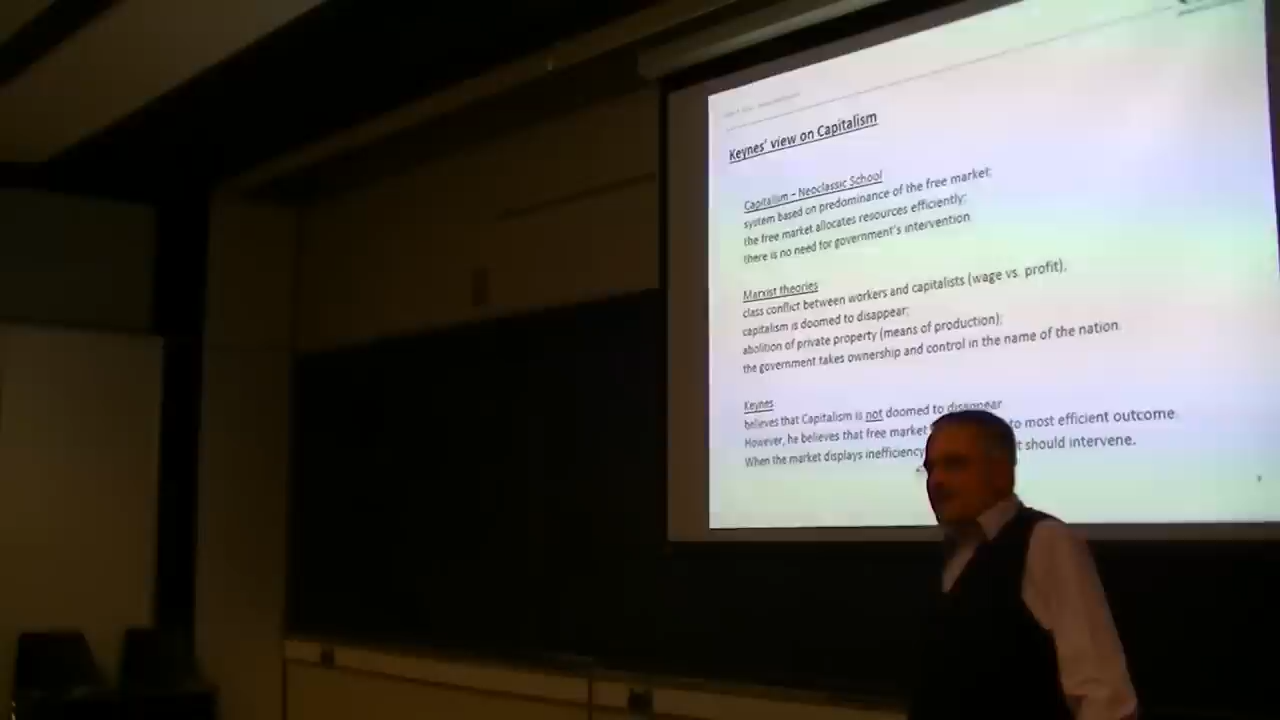 Keynes' view on Capitalism
Capitalism – Neoclassic School
system based on predominance of the free market;
the free market allocates resources efficiently;
there is no need for government's intervention
Marxist theories
class conflict between workers and capitalists (wage vs. profit),
capitalism is doomed to disappear;
abolition of private property (means of production);
the government takes ownership and control in the name of the nation.
Keynes
believes that Capitalism is not doomed to disappear
However, he believes that free market to most efficient outcome
When the market displays inefficiency should intervene.